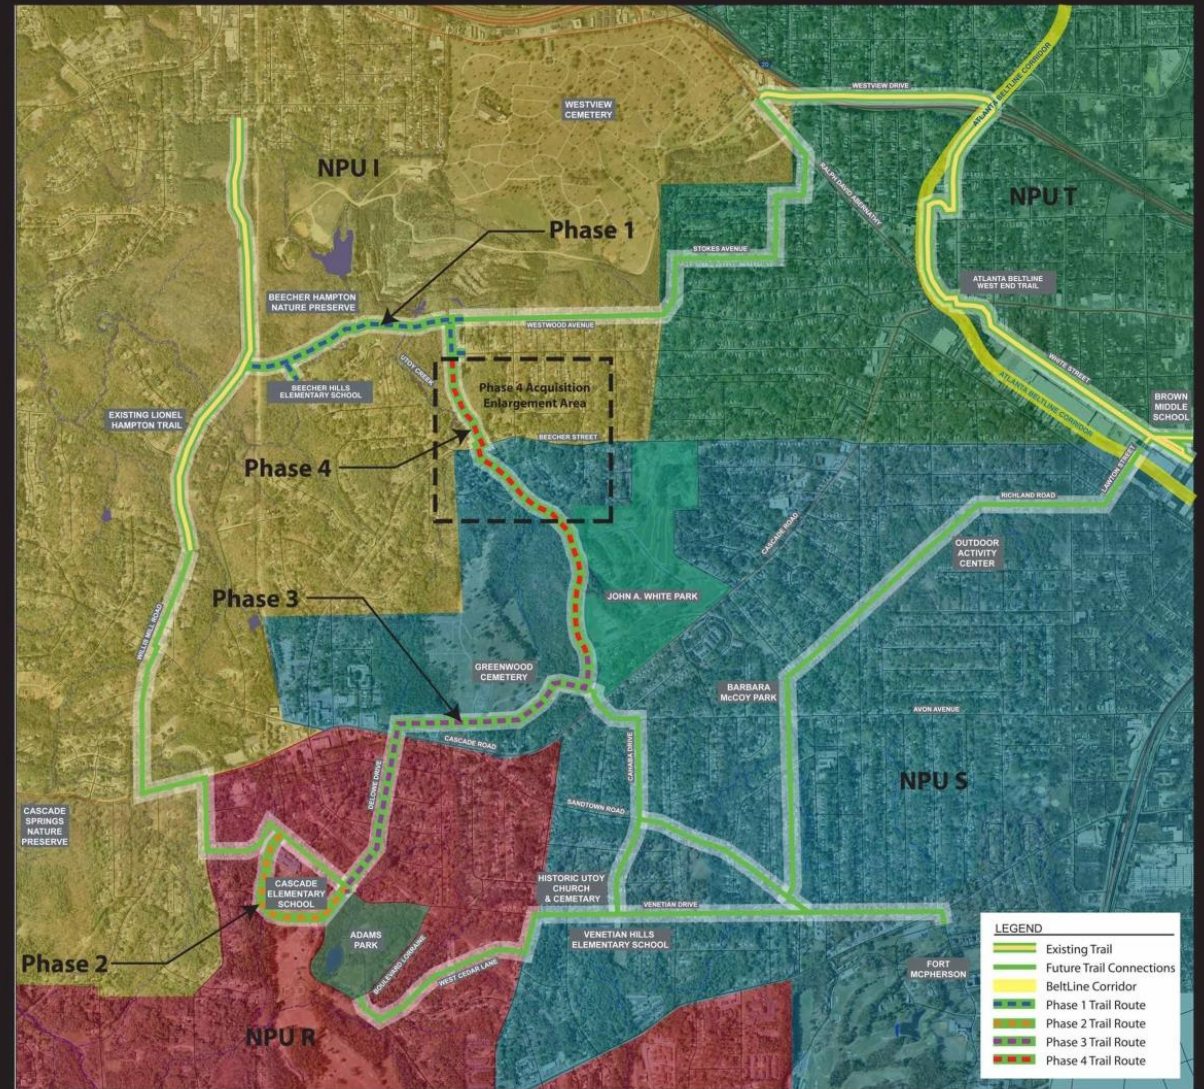 WESTVIEW
CEMETERY
20
WESTVIEW DRIVE
ATLANTA BELTLINE CORRIDOR
NPU I
RALPH DAVID ABERNATHY
NPU T
Phase 1
STOKES AVENUE
ATLANTA BELTLINE
WEST END TRAIL
BEECHER HAMPTON
NATURE PRESERVE
WESTWOOD AVENUE
UTOY CREEK
WHITE STREET
BEECHER HILLS
ELEMENTARY SCHOOL
Phase 4 Acquisition
Enlargement Area
ATLANTA BELTLINE CORRIDOR
BROWN
MIDDLE
SCHOOL
EXISTING LIONEL
HAMPTON TRAIL
BEECHER STREET
Phase 4
LAWTON STREET
RICHLAND ROAD
CASCADE ROAD
OUTDOOR
ACTIVITY
CENTER
Phase 3
JOHN A. WHITE PARK
WILLIS MILL ROAD
GREENWOOD
CEMETERY
BARBARA
McCOY PARK
AVON AVENUE
CASCADE ROAD
CAHABA DRIVE
DELOWE DRIVE
NPU S
SANDTOWN ROAD
CASCADE
SPRINGS
NATURE
PRESERVE
CASCADE
ELEMENTARY
SCHOOL
HISTORIC UTOY
CHURCH
& CEMETARY
VENETIAN DRIVE
ADAMS
PARK
VENETIAN HILLS
ELEMENTARY SCHOOL
BOULEVARD LORRAINE
WEST CEDAR LANE
Phase 2
FORT
MCPHERSON
NPU R
LEGEND
Existing Trail
Future Trail Connections
BeltLine Corridor
Phase 1 Trail Route
Phase 2 Trail Route
Phase 3 Trail Route
Phase 4 Trail Route